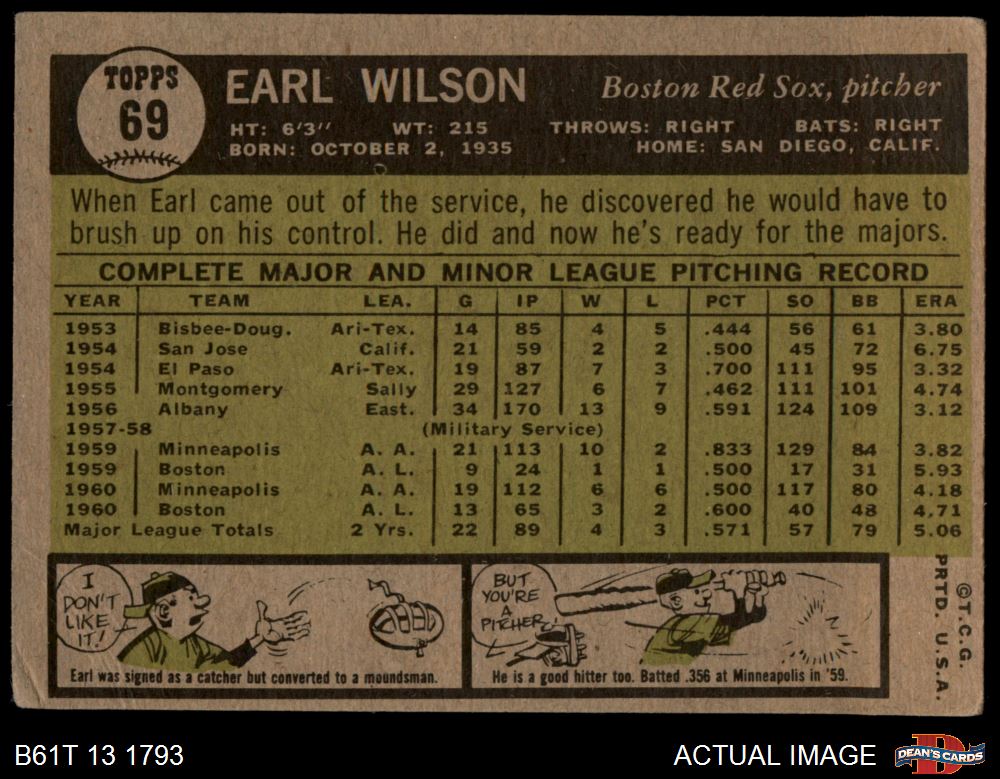 TOPPS
69
EARL WILSON
Boston Red Sox, pitcher
HT: 6'3" WT: 215 THROWS: RIGHT BATS: RIGHT
BORN: OCTOBER 2, 1935 HOME: SAN DIEGO, CALIF.
When Earl came out of the service, he discovered he would have to
brush up on his control. He did and now he's ready for the majors.
COMPLETE MAJOR AND MINOR LEAGUE PITCHING RECORD
YEAR TEAM LEA. G IP W L PCT SO BB ERA
1953 Bisbee-Doug. Ari-Tex. 14 85 4 5 .444 56 61 3.80
1954 San Jose Calif. 21 59 2 2 .500 45 72 6.75
1954 El Paso Ari-Tex. 19 87 7 3 .700 111 95 3.32
1955 Montgomery Sally 29 127 6 7 .462 111 101 4.74
1956 Albany East. 34 170 13 9 .591 124 109 3.12
1957-58 (Military Service)
1959 Minneapolis A. A. 21 113 10 2 .833 129 84 3.82
1959 Boston A. L. 9 24 1 1 .500 17 31 5.93
1960 Minneapolis A. A. 19 112 6 6 .500 117 80 4.18
1960 Boston A. L. 13 65 3 2 .600 40 48 4.71
Major League Totals 2 Yrs. 22 89 4 3 .571 57 79 5.06
I
DON'T
LIKE
IT!
Earl was signed as a catcher but converted to a moundsman.
BUT
YOU'RE
A
PITCHER
He is a good hitter too. Batted .356 at Minneapolis in '59.
©T.C.G.
PRTD. U.S.A.
B61T 13 1793
ACTUAL IMAGE
DEAN'S CARDS